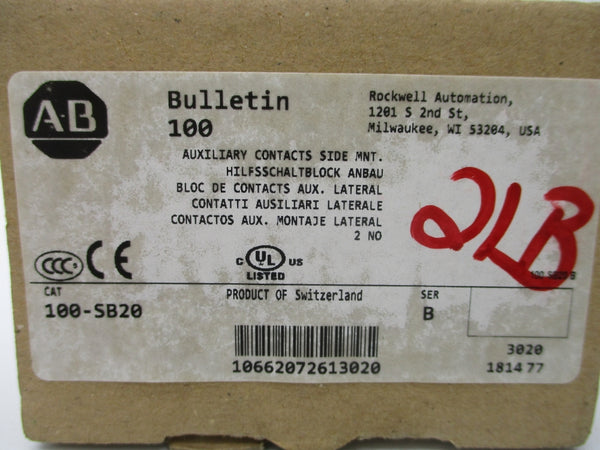 AB
Bulletin
100
Rockwell Automation,
1201 S 2nd St,
Milwaukee, WI 53204, USA
AUXILIARY CONTACTS SIDE MNT.
HILFSSCHALTBLOCK ANBAU
BLOC DE CONTACTS AUX. LATERAL
CONTATTI AUSILIARI LATERALE
CONTACTOS AUX. MONTAJE LATERAL
2 NO
2LB
CCC S CE
C UL US
LISTED
CAT
100-SB20
PRODUCT OF Switzerland
SER
B
10662072613020
3020
181477